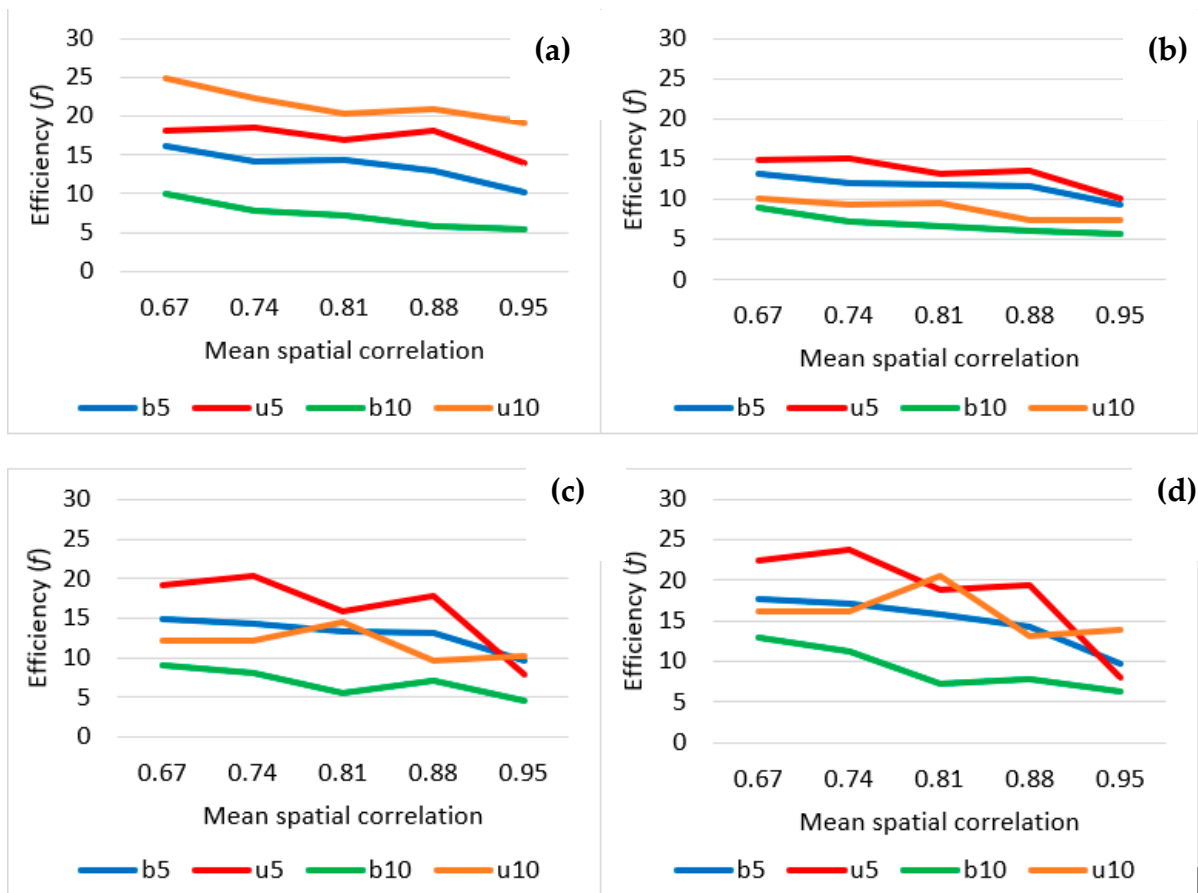 (a)
30
25
20
15
10
5
0
Efficiency (f)
0.67 0.74 0.81 0.88 0.95
Mean spatial correlation
b5 u5 b10 u10
(b)
30
25
20
15
10
5
0
Efficiency (f)
0.67 0.74 0.81 0.88 0.95
Mean spatial correlation
b5 u5 b10 u10
(c)
30
25
20
15
10
5
0
Efficiency (f)
0.67 0.74 0.81 0.88 0.95
Mean spatial correlation
b5 u5 b10 u10
(d)
30
25
20
15
10
5
0
Efficiency (f)
0.67 0.74 0.81 0.88 0.95
Mean spatial correlation
b5 u5 b10 u10